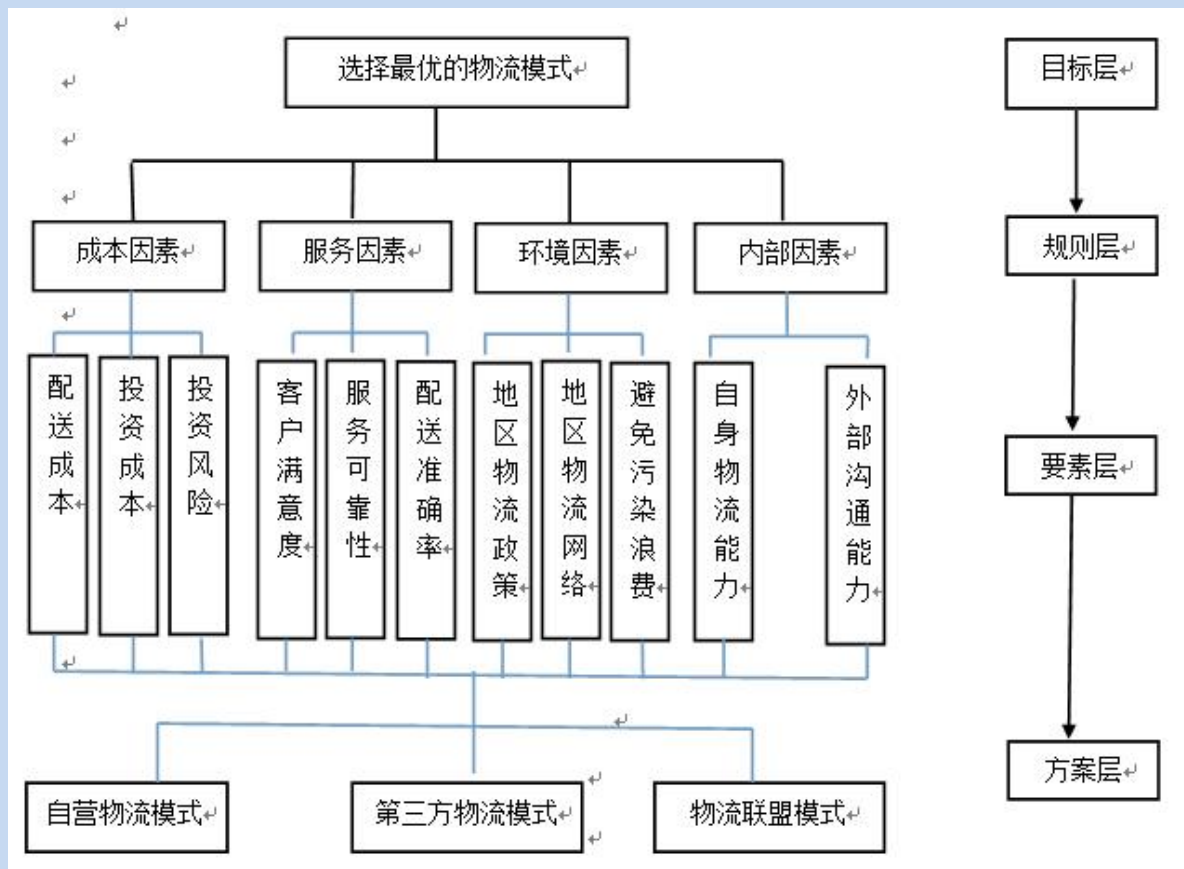 选择最优的物流模式
目标层
成本因素
服务因素
环境因素
内部因素
规则层
配送成本
投资成本
投资风险
客户满意度
服务可靠性
配送准确率
地区物流政策
地区物流网络
避免污染浪费
自身物流能力
外部沟通能力
要素层
自营物流模式
第三方物流模式
物流联盟模式
方案层